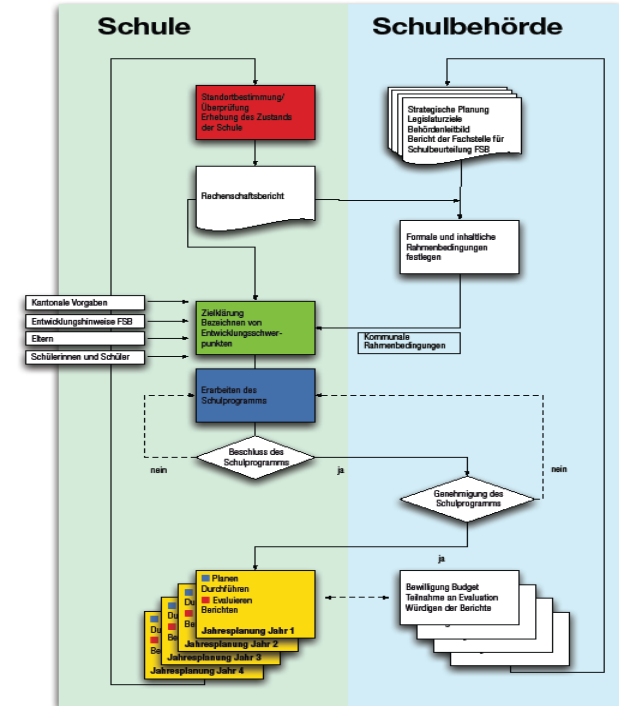 Schule
Schulbehörde
Standortbestimmung/
Überprüfung
Erhebung des Zustands
der Schule
Strategische Planung
Legislaturziele
Behördenleitbild
Bericht der Fachstelle für
Schulbeurteilung FSB
Rechenschaftsbericht
Formale und inhaltliche
Rahmenbedingungen
festlegen
Kantonale Vorgaben
Entwicklungshinweise FSB
Eltern
Schülerinnen und Schüler
Zielklärung
Bezeichnen von
Entwicklungsschwer-
punkten
Kommunale
Rahmenbedingungen
Erarbeiten des
Schulprogramms
Beschluss des
Schulprogramms
nein
ja
nein
Genehmigung des
Schulprogramms
ja
Planen
Durchführen
Evaluieren
Berichten
Jahresplanung Jahr 1
Jahresplanung Jahr 2
Jahresplanung Jahr 3
Jahresplanung Jahr 4
Bewilligung Budget
Teilnahme an Evaluation
Würdigen der Berichte